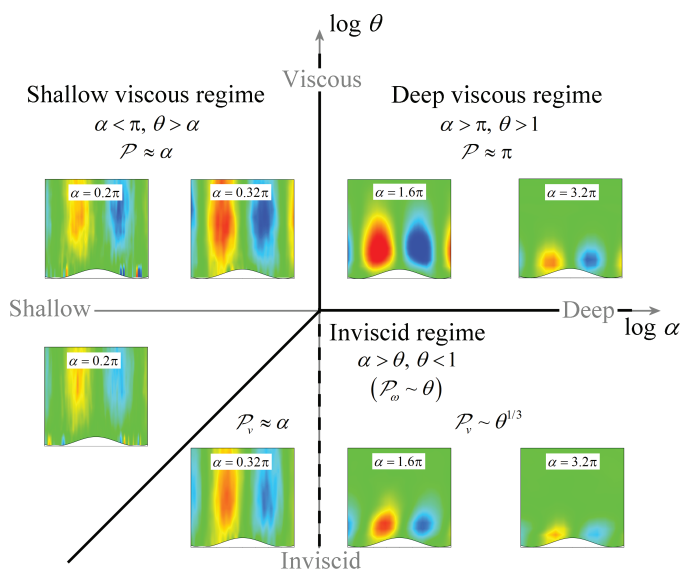 log θ
Viscous
Shallow viscous regime
α < π, θ > α
𝒫 ≈ α
Deep viscous regime
α > π, θ > 1
𝒫 ≈ π
α = 0.2π
α = 0.32π
α = 1.6π
α = 3.2π
Shallow
Deep
log α
Inviscid regime
α > θ, θ < 1
(𝒫_ω ~ θ)
α = 0.2π
𝒫_v ≈ α
𝒫_v ~ θ^{1/3}
α = 0.32π
α = 1.6π
α = 3.2π
Inviscid